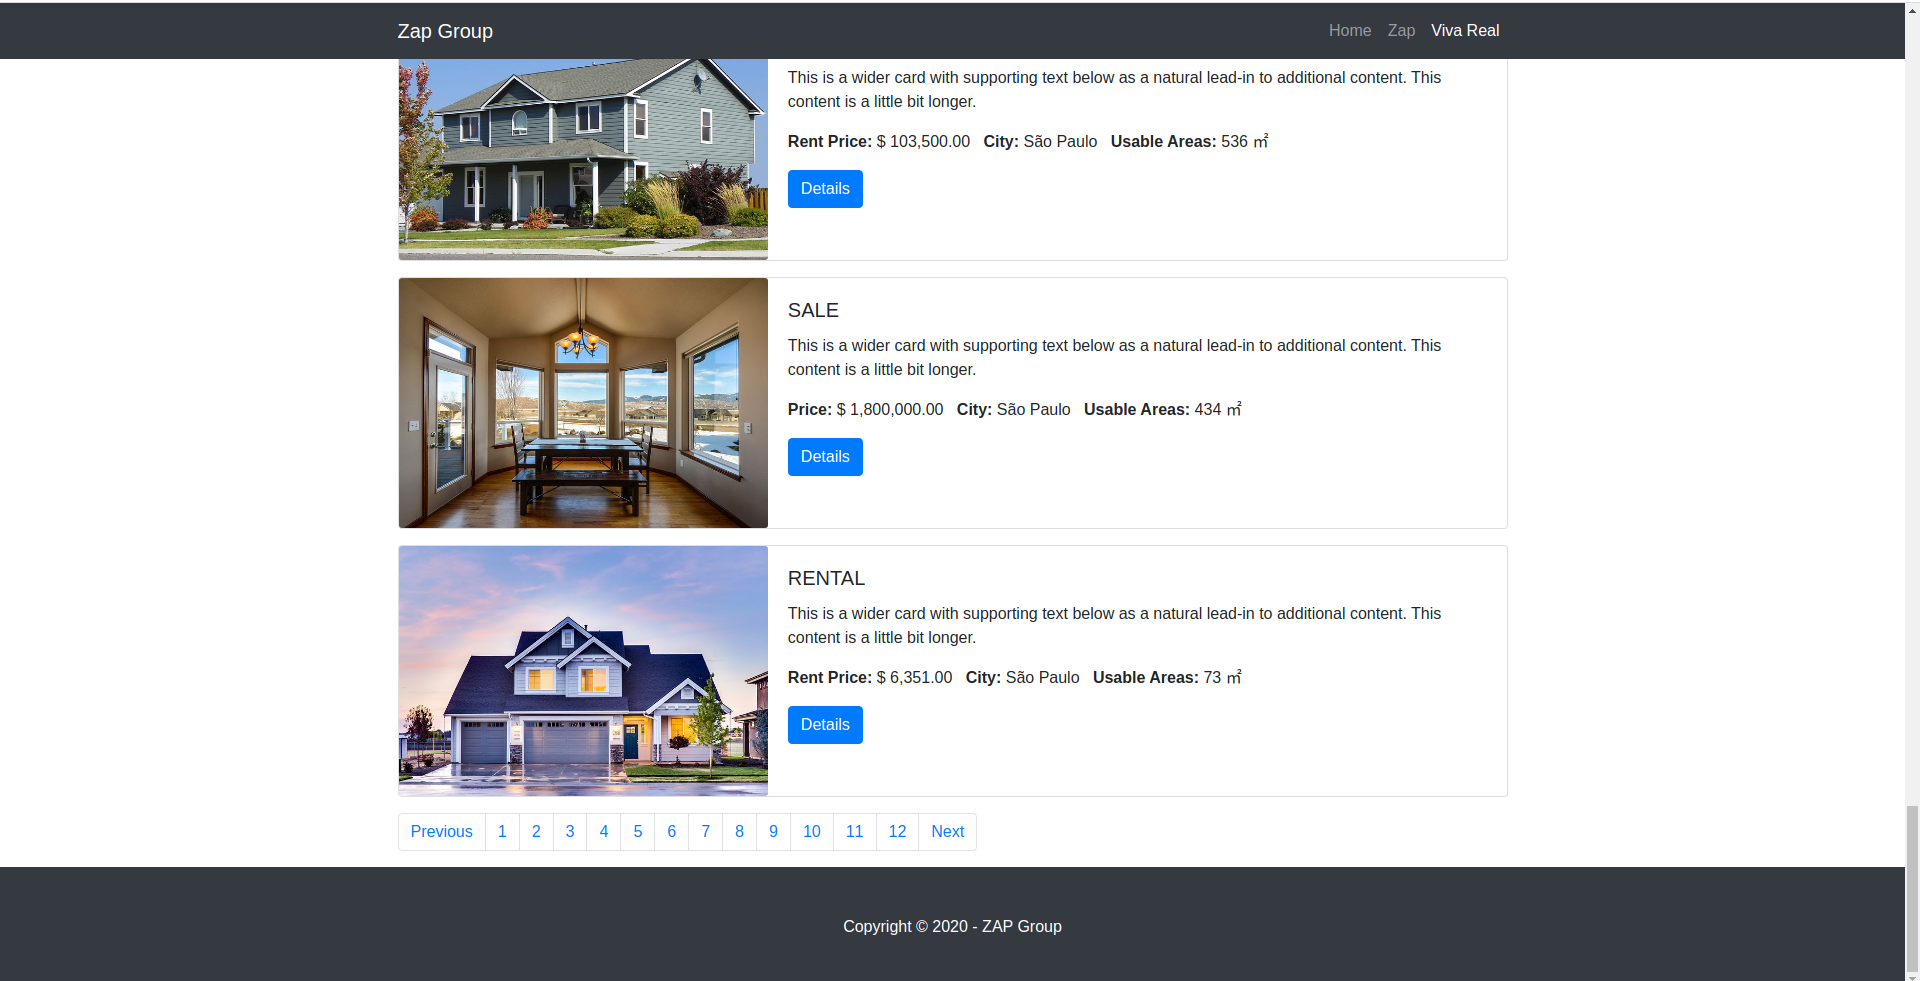 Zap Group
Home Zap Viva Real
This is a wider card with supporting text below as a natural lead-in to additional content. This
content is a little bit longer.
Rent Price: $ 103,500.00 City: São Paulo Usable Areas: 536 ㎡
Details
SALE
This is a wider card with supporting text below as a natural lead-in to additional content. This
content is a little bit longer.
Price: $ 1,800,000.00 City: São Paulo Usable Areas: 434 ㎡
Details
RENTAL
This is a wider card with supporting text below as a natural lead-in to additional content. This
content is a little bit longer.
Rent Price: $ 6,351.00 City: São Paulo Usable Areas: 73 ㎡
Details
Previous 1 2 3 4 5 6 7 8 9 10 11 12 Next
Copyright © 2020 - ZAP Group